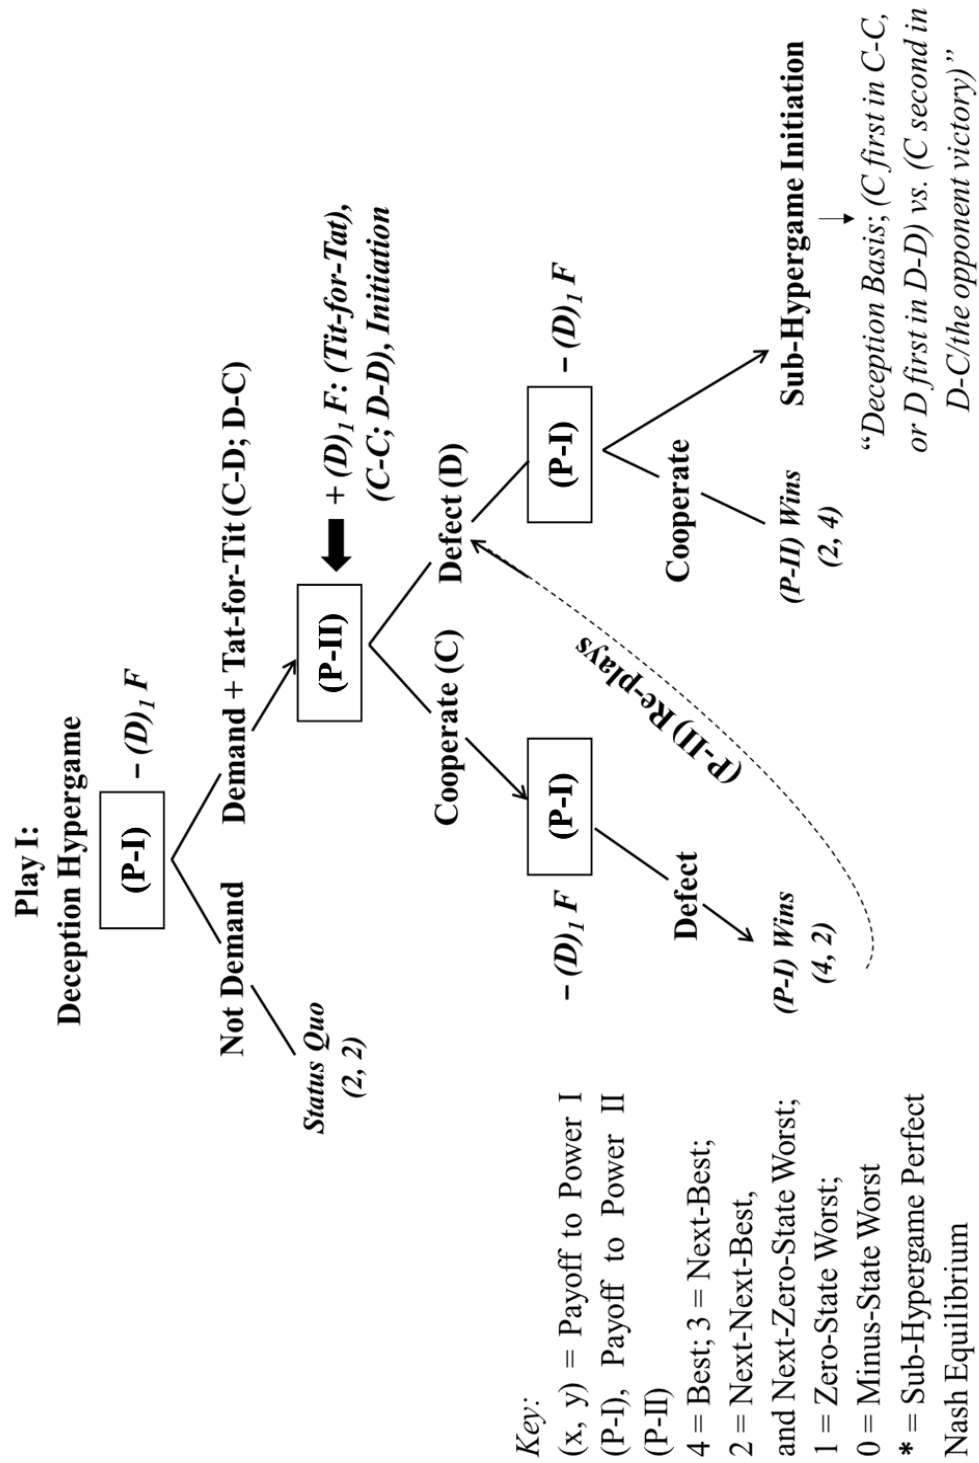 Play I:
Deception Hypergame
(P-I)
– (D)₁ F
Not Demand
Demand + Tat-for-Tit (C-D; D-C)
Status Quo
(2, 2)
(P-II)
+ (D)₁ F: (Tit-for-Tat),
(C-C; D-D), Initiation
Cooperate (C)
Defect (D)
– (D)₁ F
(P-I)
(P-I)
– (D)₁ F
Defect
(P-II) Re-plays
Cooperate
Sub-Hypergame Initiation
(P-I) Wins
(4, 2)
(P-II) Wins
(2, 4)
“Deception Basis; (C first in C-C,
or D first in D-D) vs. (C second in
D-C/the opponent victory)”
Key:
(x, y) = Payoff to Power I
(P-I), Payoff to Power II
(P-II)
4 = Best; 3 = Next-Best;
2 = Next-Next-Best,
and Next-Zero-State Worst;
1 = Zero-State Worst;
0 = Minus-State Worst
* = Sub-Hypergame Perfect
Nash Equilibrium